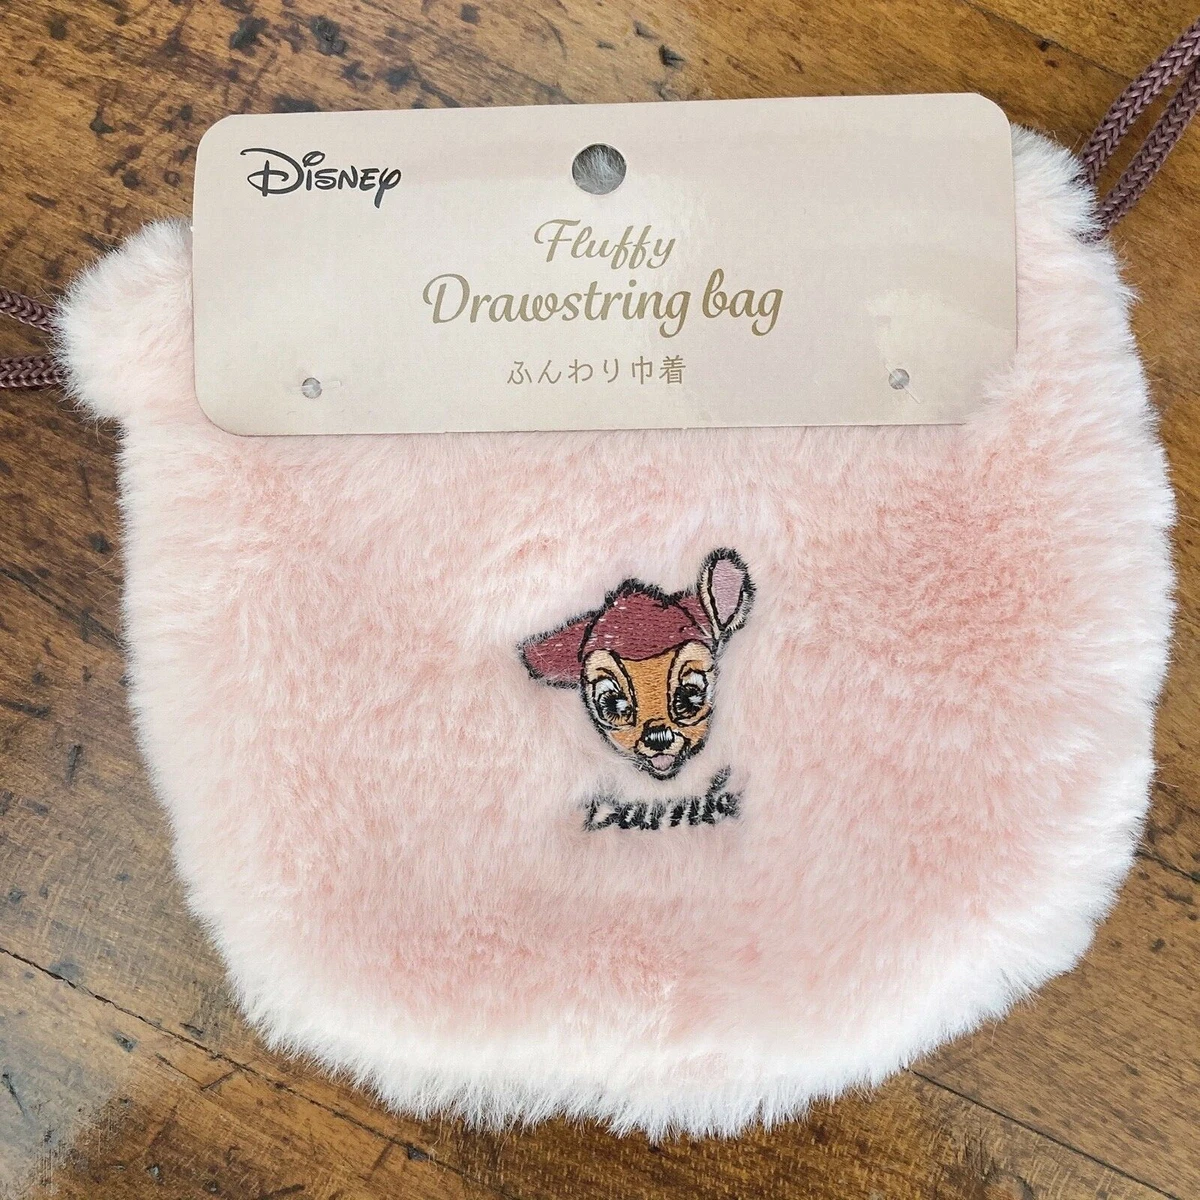 Disney
Fluffy
Drawstring bag
ふんわり巾着